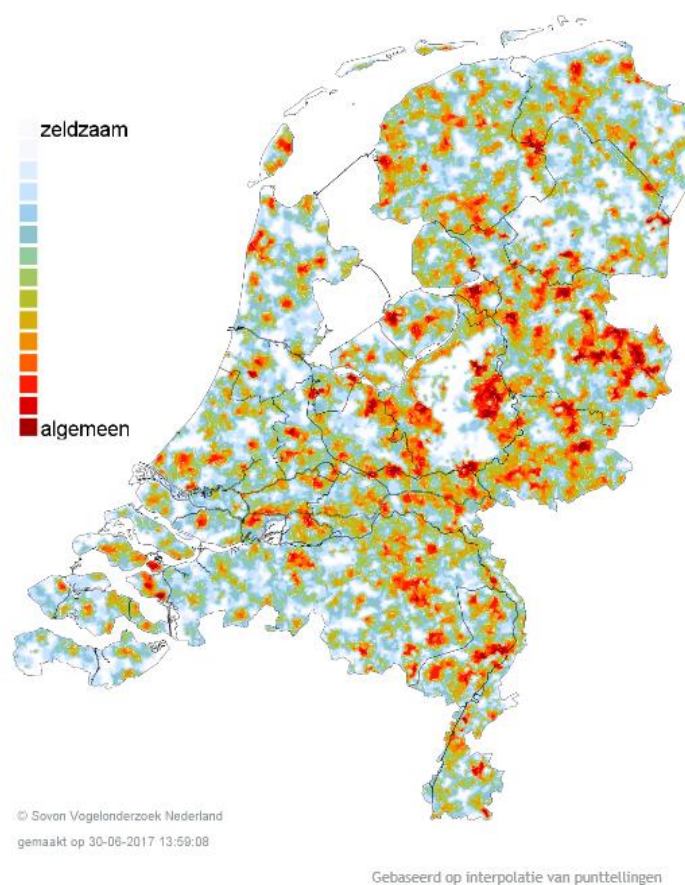 zeldzaam
algemeen
© Sovon Vogelonderzoek Nederland
gemaakt op 30-06-2017 13:59:08
Gebaseerd op interpolatie van punttellingen